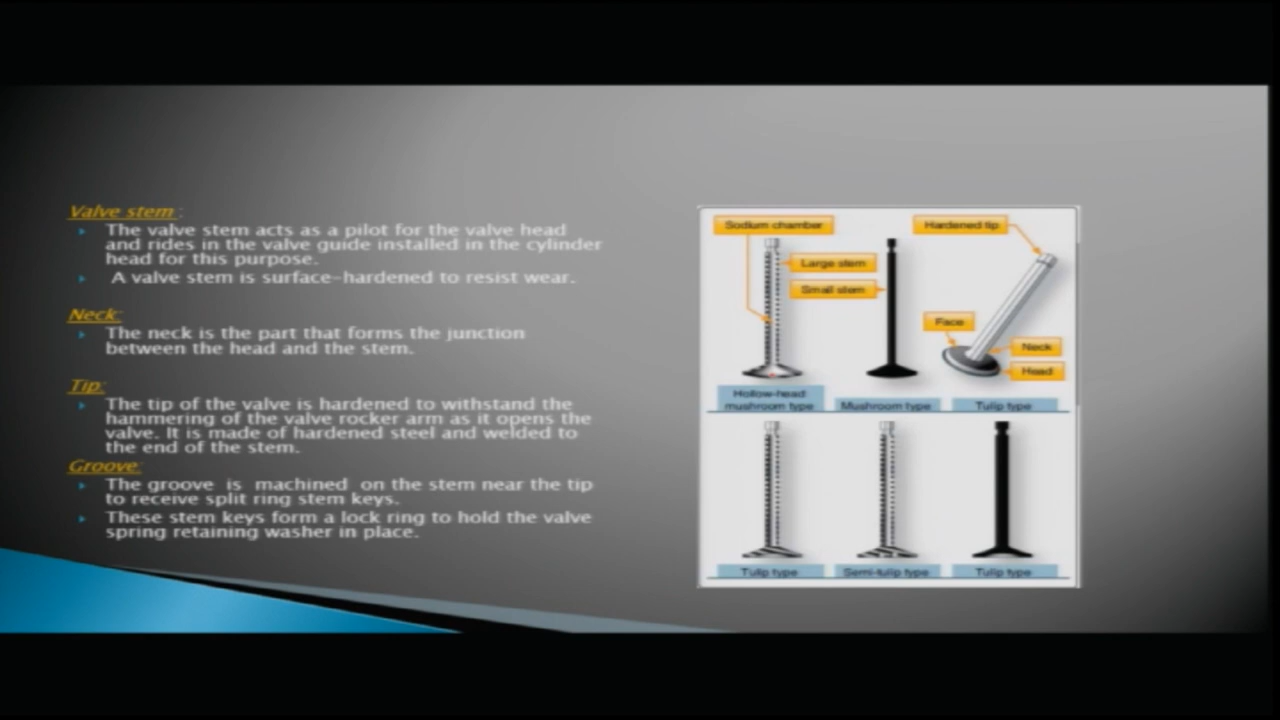 Valve stem :
The valve stem acts as a pilot for the valve head
and rides in the valve guide installed in the cylinder
head for this purpose.
A valve stem is surface-hardened to resist wear.
Neck:
The neck is the part that forms the junction
between the head and the stem.
Tip:
The tip of the valve is hardened to withstand the
hammering of the valve rocker arm as it opens the
valve. It is made of hardened steel and welded to
the end of the stem.
Groove:
The groove is machined on the stem near the tip
to receive split ring stem keys.
These stem keys form a lock ring to hold the valve
spring retaining washer in place.
Sodium chamber
Hardened tip
Large stem
Small stem
Face
Neck
Head
Hollow-head
mushroom type
Mushroom type
Tulip type
Tulip type
Semi-tulip type
Tulip type